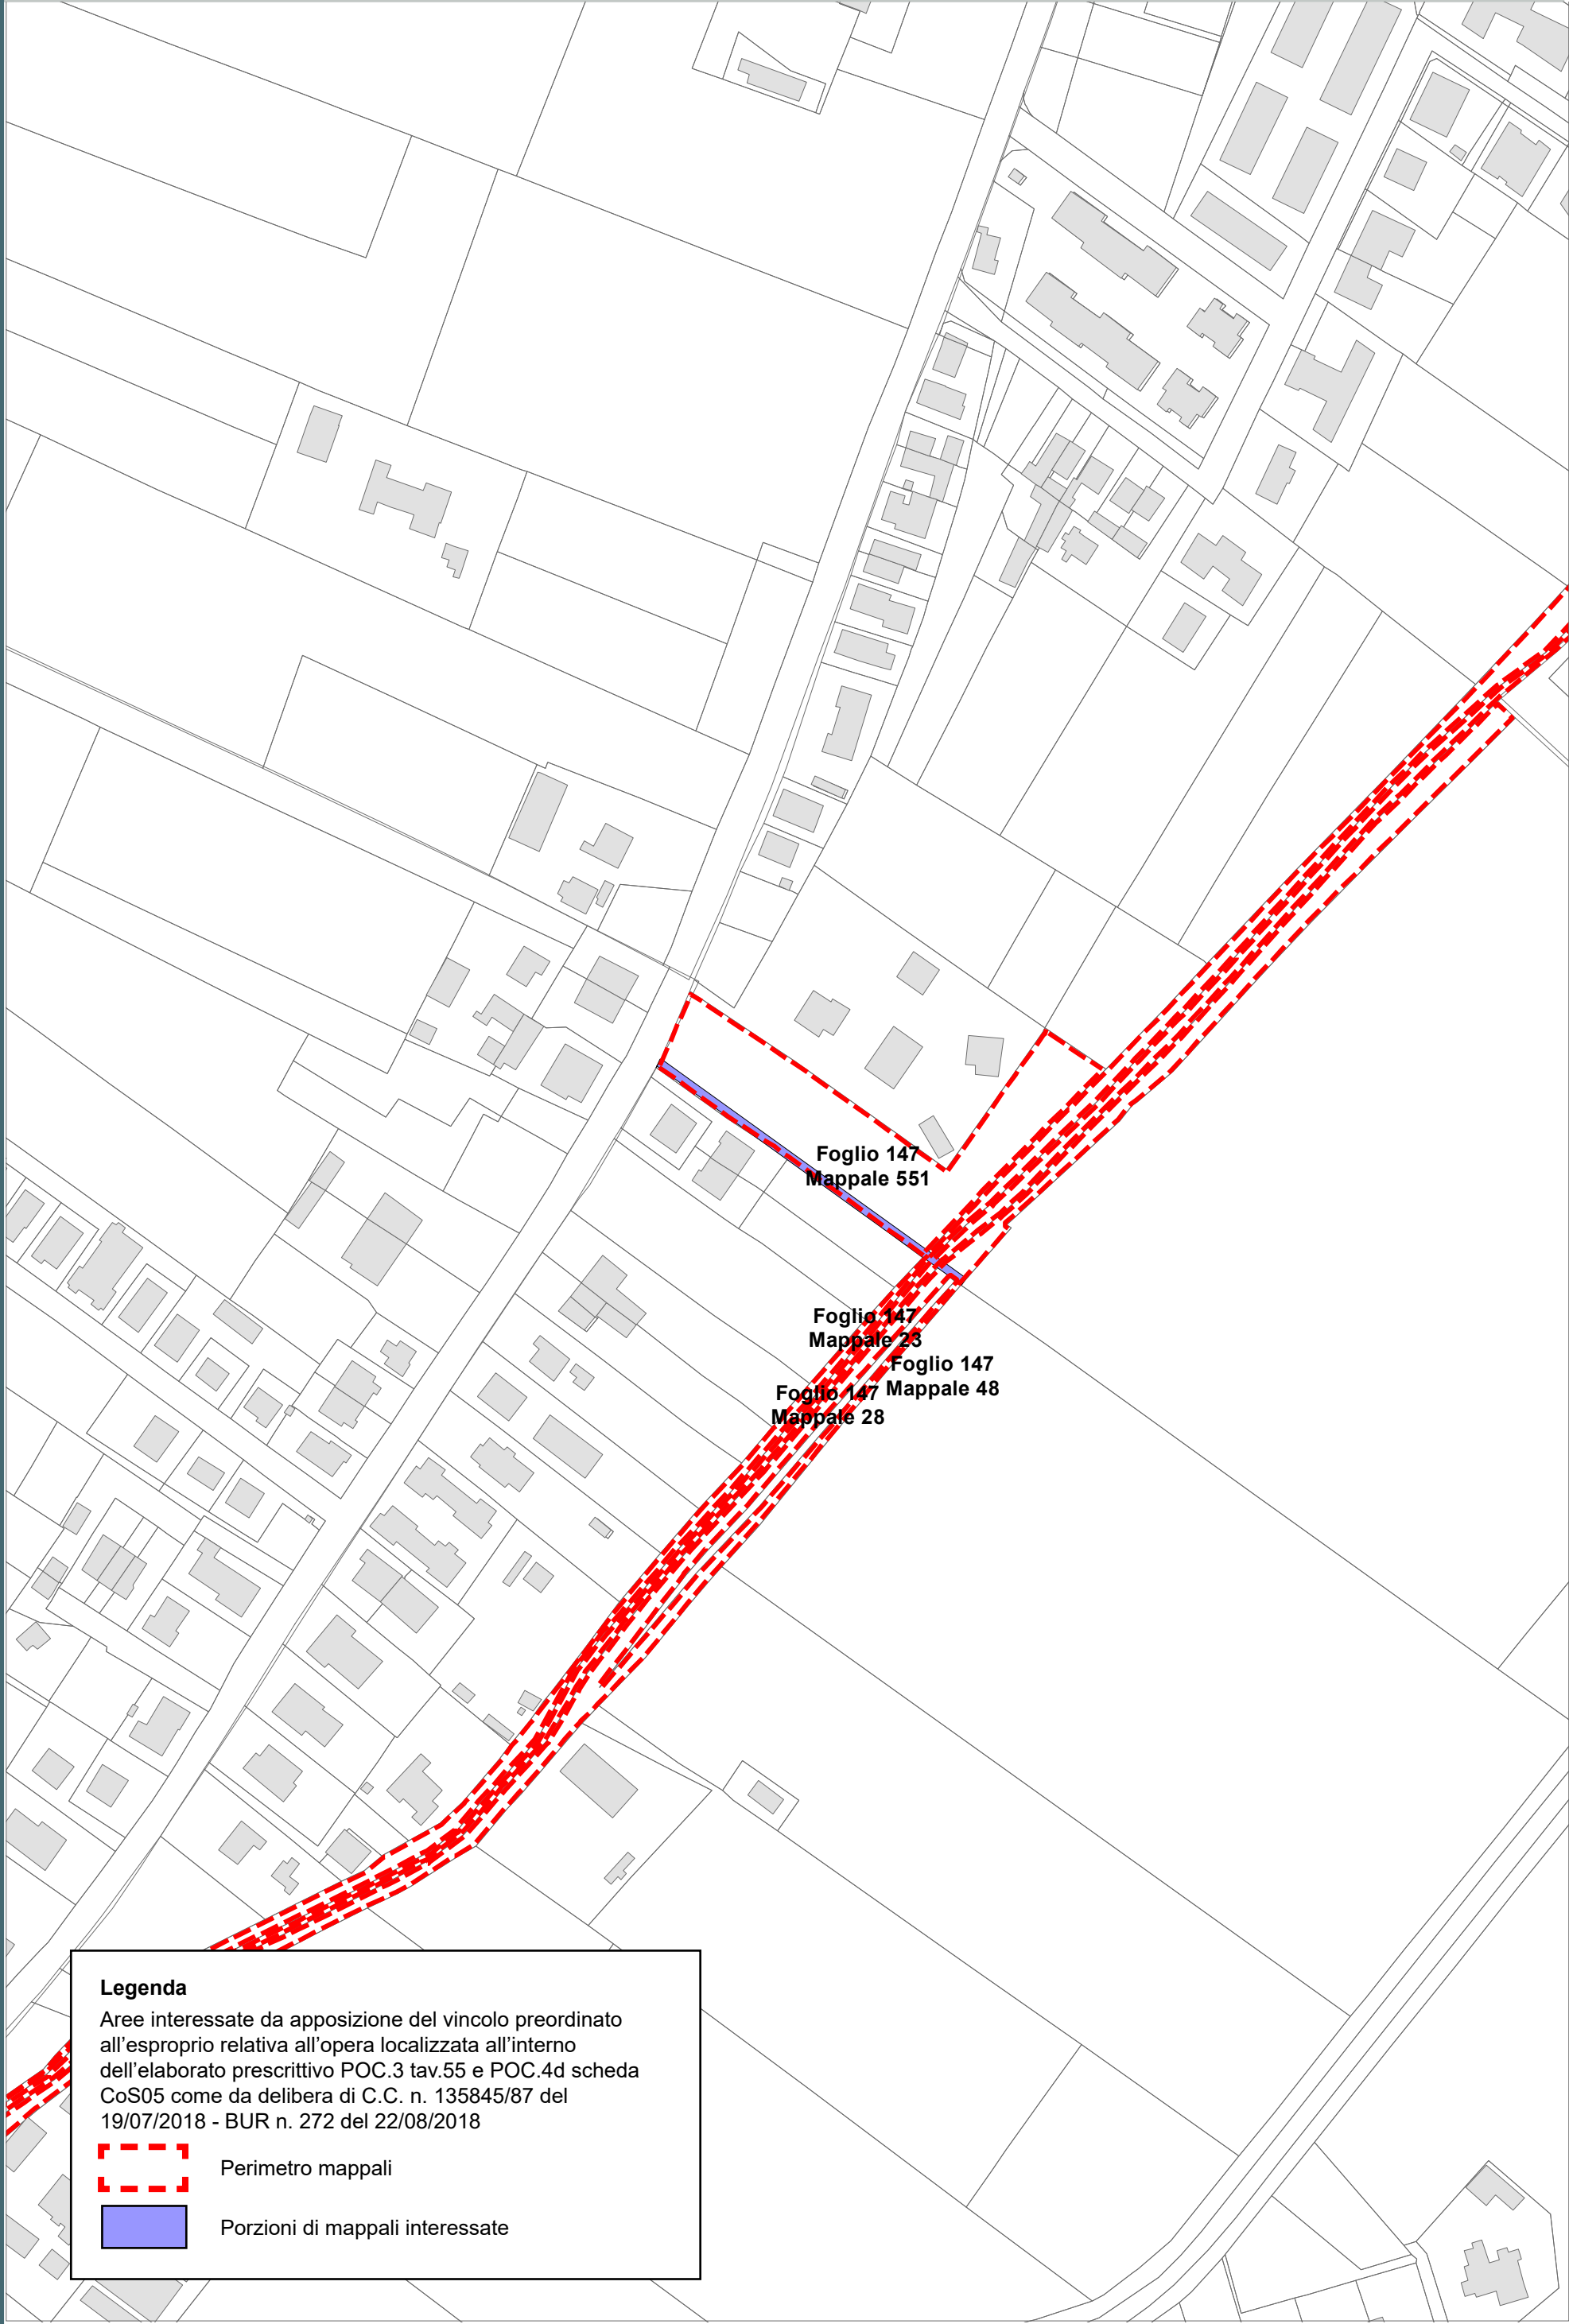 Foglio 147
Mappale 551
Foglio 147
Mappale 23
Foglio 147
Mappale 48
Foglio 147
Mappale 28
Legenda
Aree interessate da apposizione del vincolo preordinato
all'esproprio relativa all'opera localizzata all'interno
dell'elaborato prescrittivo POC.3 tav.55 e POC.4d scheda
CoS05 come da delibera di C.C. n. 135845/87 del
19/07/2018 - BUR n. 272 del 22/08/2018
Perimetro mappali
Porzioni di mappali interessate